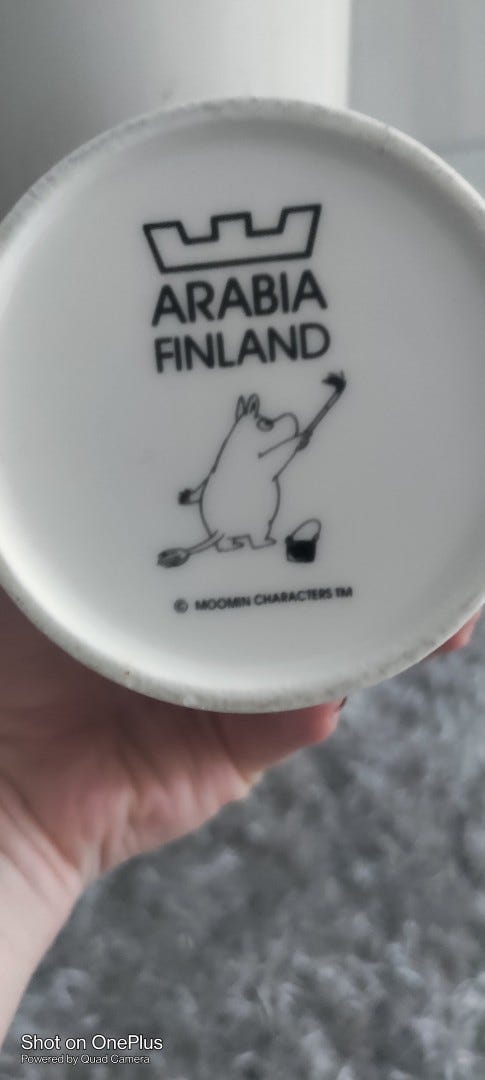 ARABIA
FINLAND
© MOOMIN CHARACTERS TM
Shot on OnePlus
Powered by Quad Camera